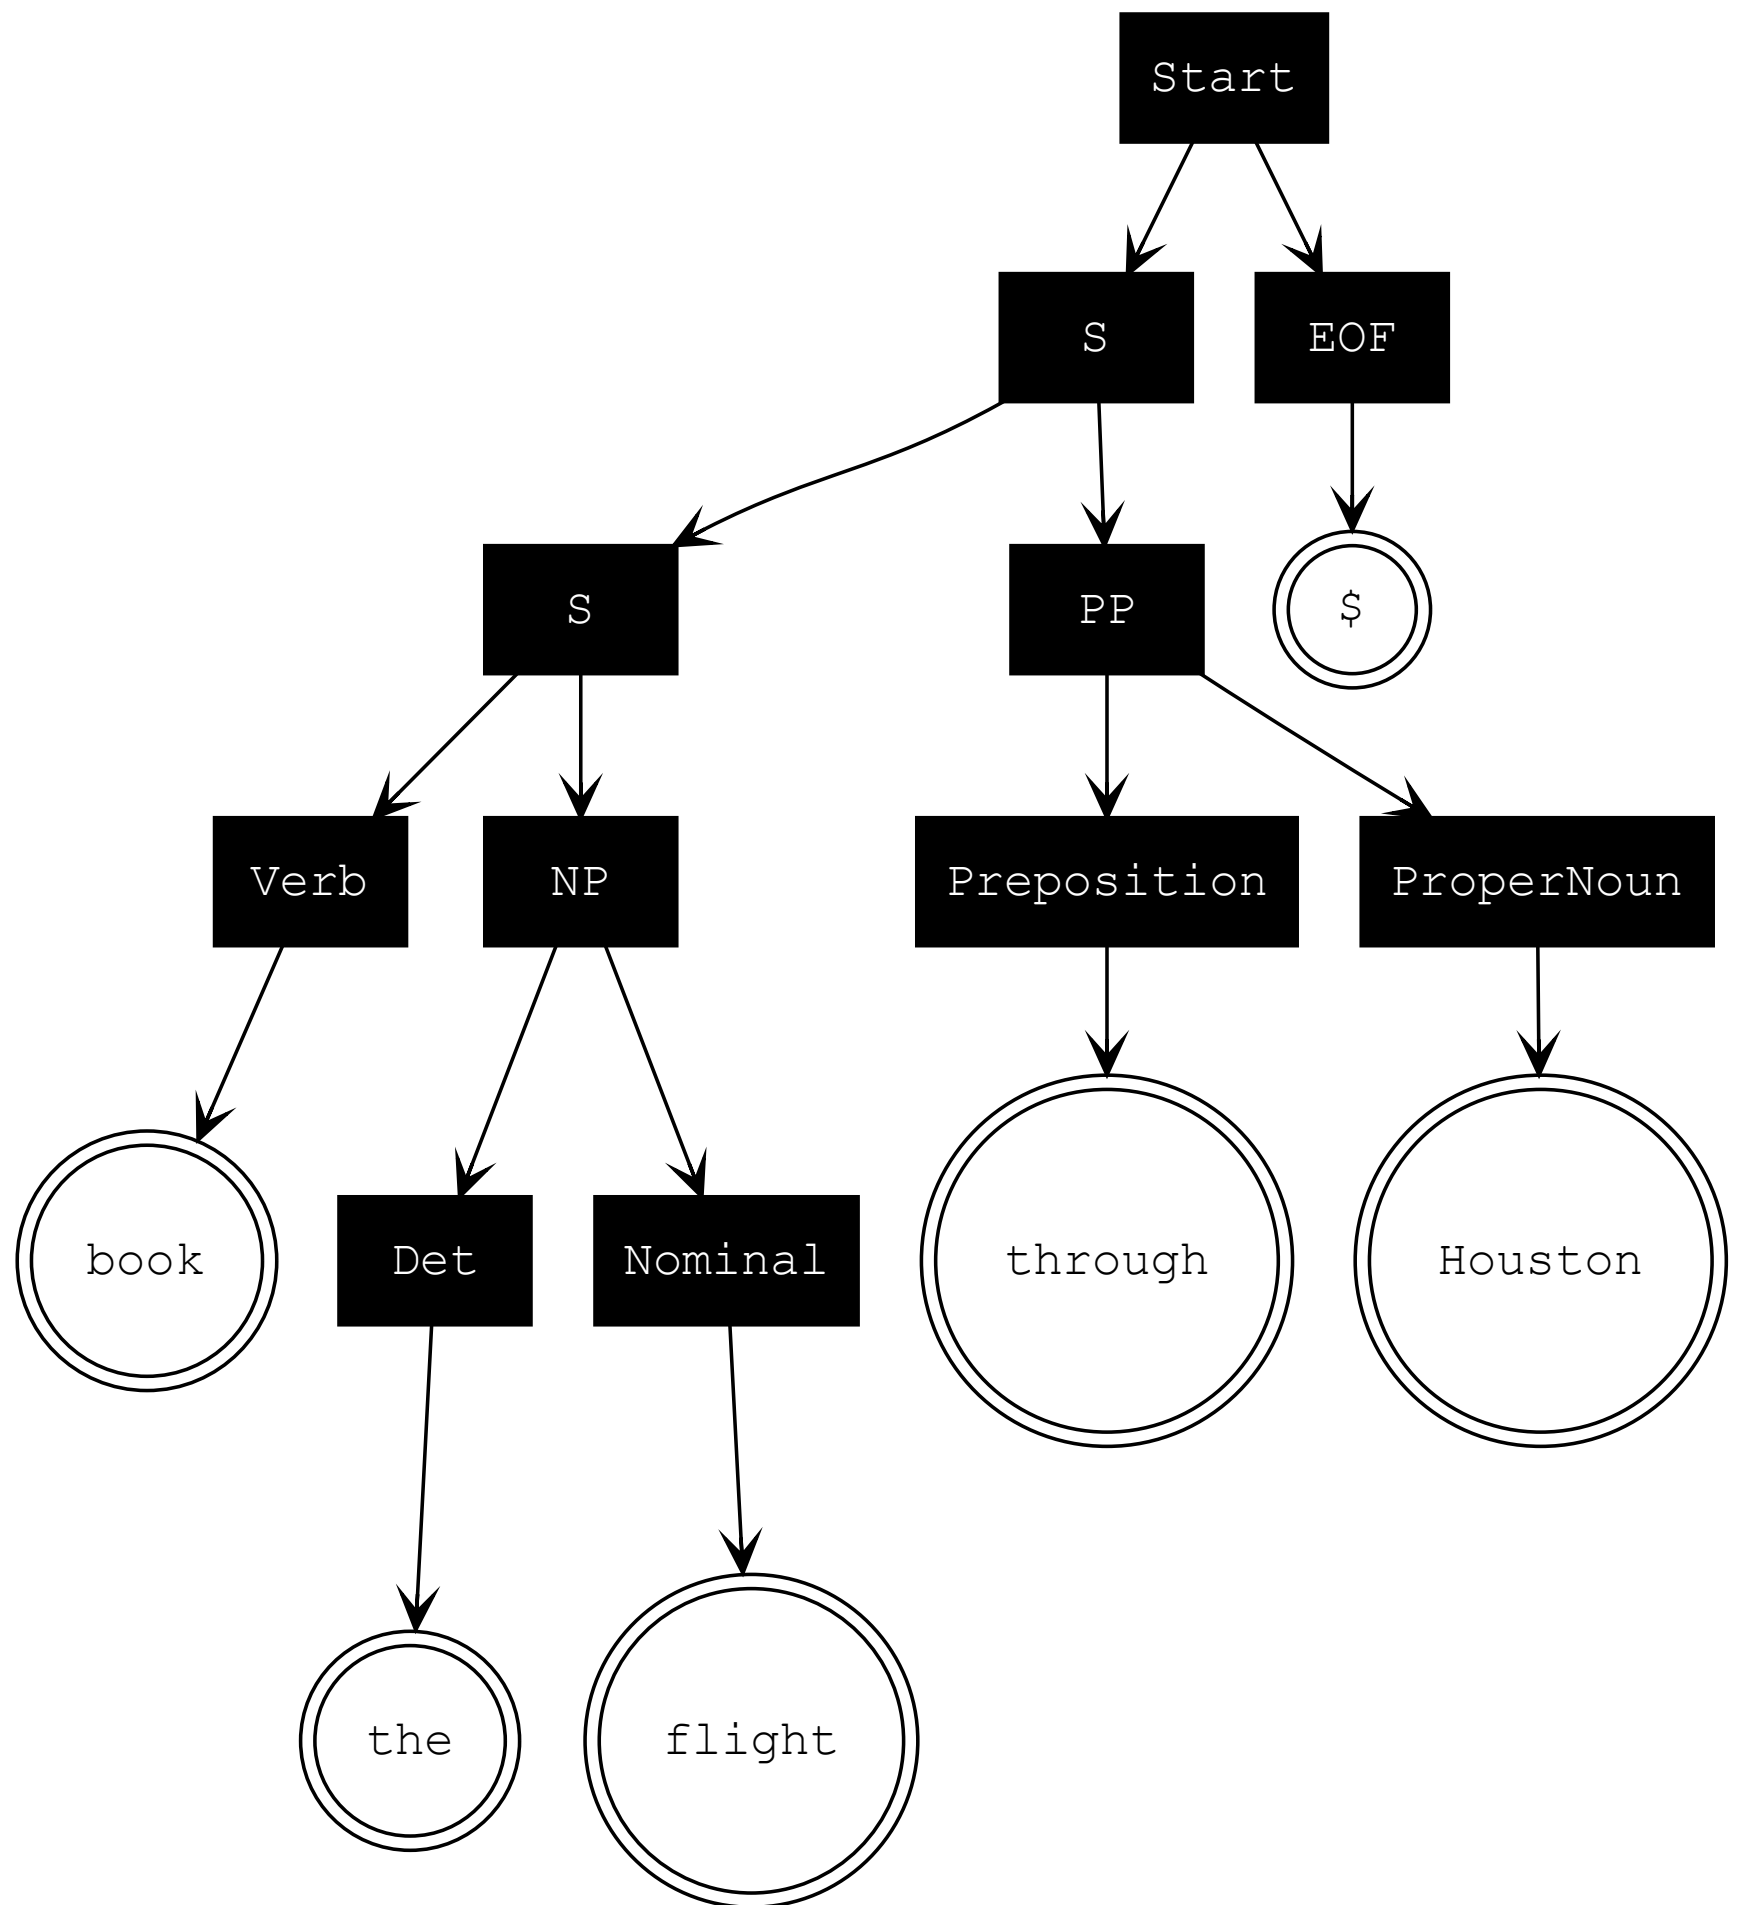 Start
S
EOF
S
PP
$
Verb
NP
Preposition
ProperNoun
book
Det
Nominal
through
Houston
the
flight